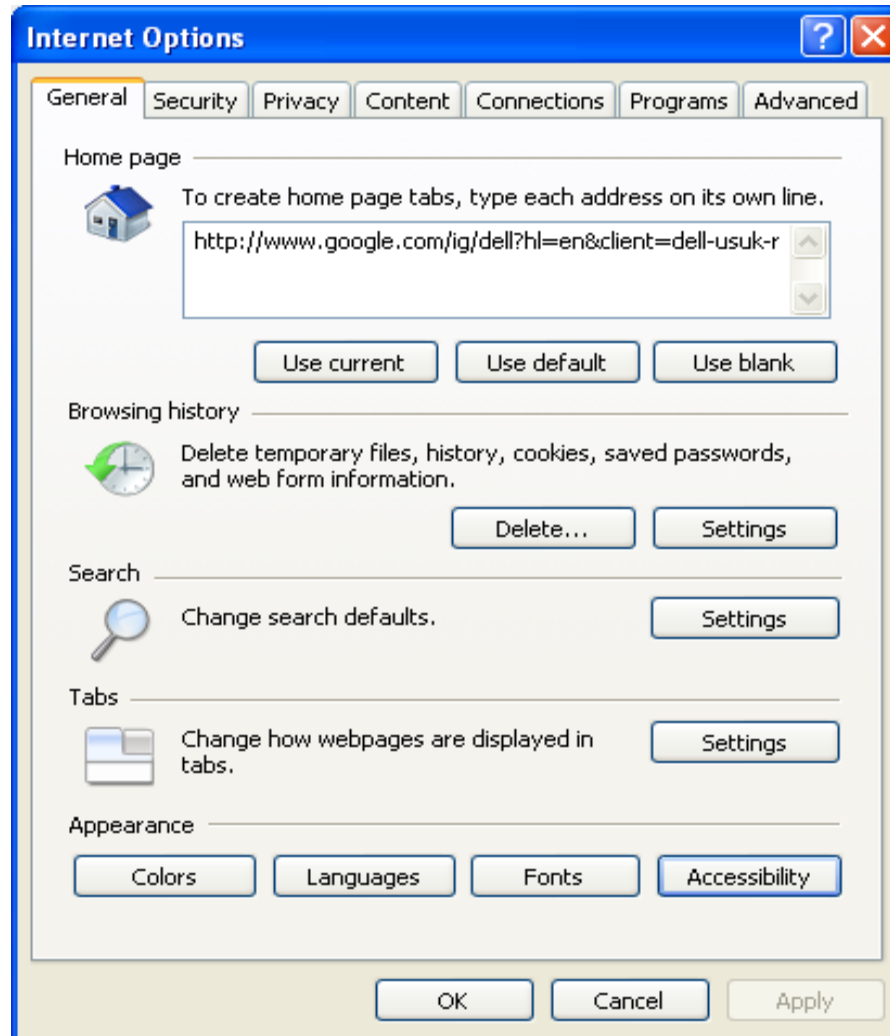 Internet Options
General Security Privacy Content Connections Programs Advanced
Home page
To create home page tabs, type each address on its own line.
http://www.google.com/ig/dell?hl=en&client=dell-usuk-r
Use current Use default Use blank
Browsing history
Delete temporary files, history, cookies, saved passwords,
and web form information.
Delete... Settings
Search
Change search defaults. Settings
Tabs
Change how webpages are displayed in
tabs.
Settings
Appearance
Colors Languages Fonts Accessibility
OK Cancel Apply